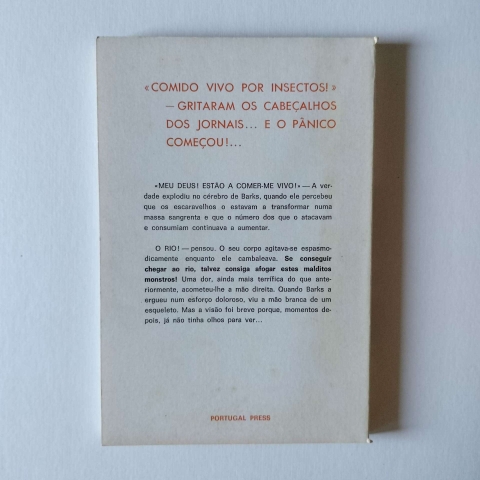 «COMIDO VIVO POR INSECTOS!»
— GRITARAM OS CABEÇALHOS
DOS JORNAIS... E O PÂNICO
COMEÇOU!...
«MEU DEUS! ESTÃO A COMER-ME VIVO!» — A ver-
dade explodiu no cérebro de Barks, quando ele percebeu
que os escaravelhos o estavam a transformar numa
massa sangrenta e que o número dos que o atacavam
e consumiam continuava a aumentar.
O RIO! — pensou. O seu corpo agitava-se espasmo-
dicamente enquanto ele cambaleava. Se conseguir
chegar ao rio, talvez consiga afogar estes malditos
monstros! Uma dor, ainda mais terrífica do que ante-
riormente, acometeu-lhe a mão direita. Quando Barks a
ergueu num esforço doloroso, viu a mão branca de um
esqueleto. Mas a visão foi breve porque, momentos de-
pois, já não tinha olhos para ver...
PORTUGAL PRESS